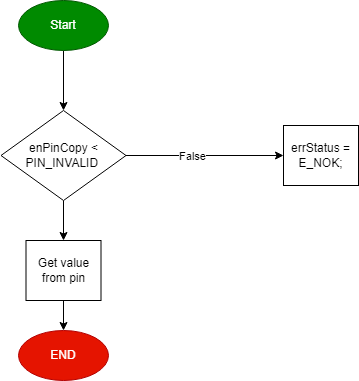 Start
enPinCopy <
PIN_INVALID
False
errStatus =
E_NOK;
Get value
from pin
END